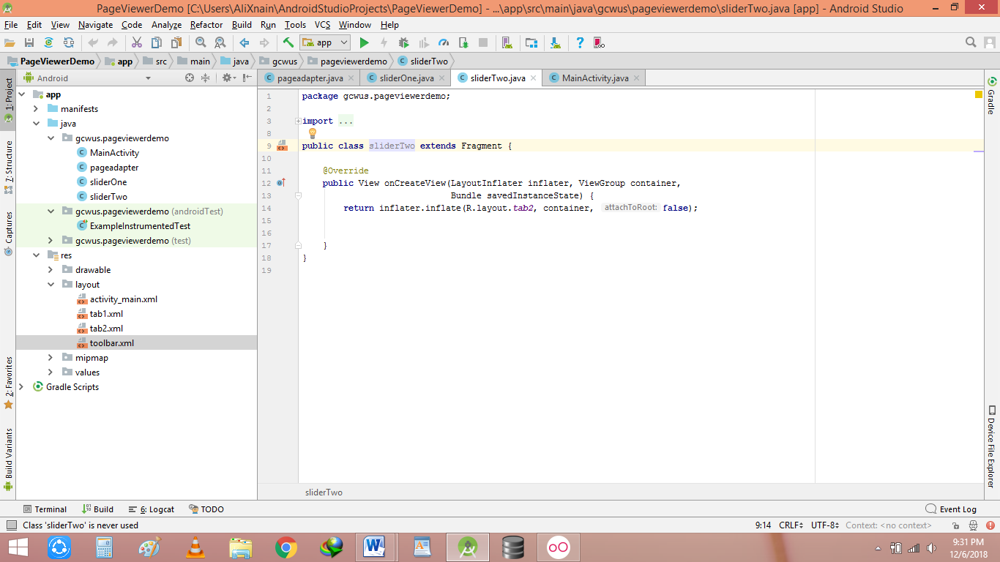 PageViewerDemo [C:\Users\AliXnain\AndroidStudioProjects\PageViewerDemo] - ...\app\src\main\java\gcwus\pageviewerdemo\sliderTwo.java [app] - Android Studio
File Edit View Navigate Code Analyze Refactor Build Run Tools VCS Window Help
app
PageViewerDemo app src main java gcwus pageviewerdemo sliderTwo
1: Project
7: Structure
Captures
2: Favorites
Build Variants
Android
app
manifests
java
gcwus.pageviewerdemo
MainActivity
pageadapter
sliderOne
sliderTwo
gcwus.pageviewerdemo (androidTest)
ExampleInstrumentedTest
gcwus.pageviewerdemo (test)
res
drawable
layout
activity_main.xml
tab1.xml
tab2.xml
toolbar.xml
mipmap
values
Gradle Scripts
pageadapter.java sliderOne.java sliderTwo.java MainActivity.java
1 package gcwus.pageviewerdemo;
2
3 import ...
8
9 public class sliderTwo extends Fragment {
10
11 @Override
12 public View onCreateView(LayoutInflater inflater, ViewGroup container,
13 Bundle savedInstanceState) {
14 return inflater.inflate(R.layout.tab2, container, attachToRoot: false);
15
16
17 }
18 }
19
sliderTwo
Gradle
Device File Explorer
Terminal Build 6: Logcat TODO Event Log
Class 'sliderTwo' is never used 9:14 CRLF UTF-8 Context: <no context>
9:31 PM
12/6/2018